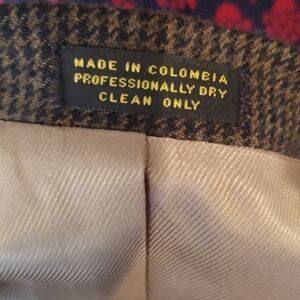 MADE IN COLOMBIA
PROFESSIONALLY DRY
CLEAN ONLY